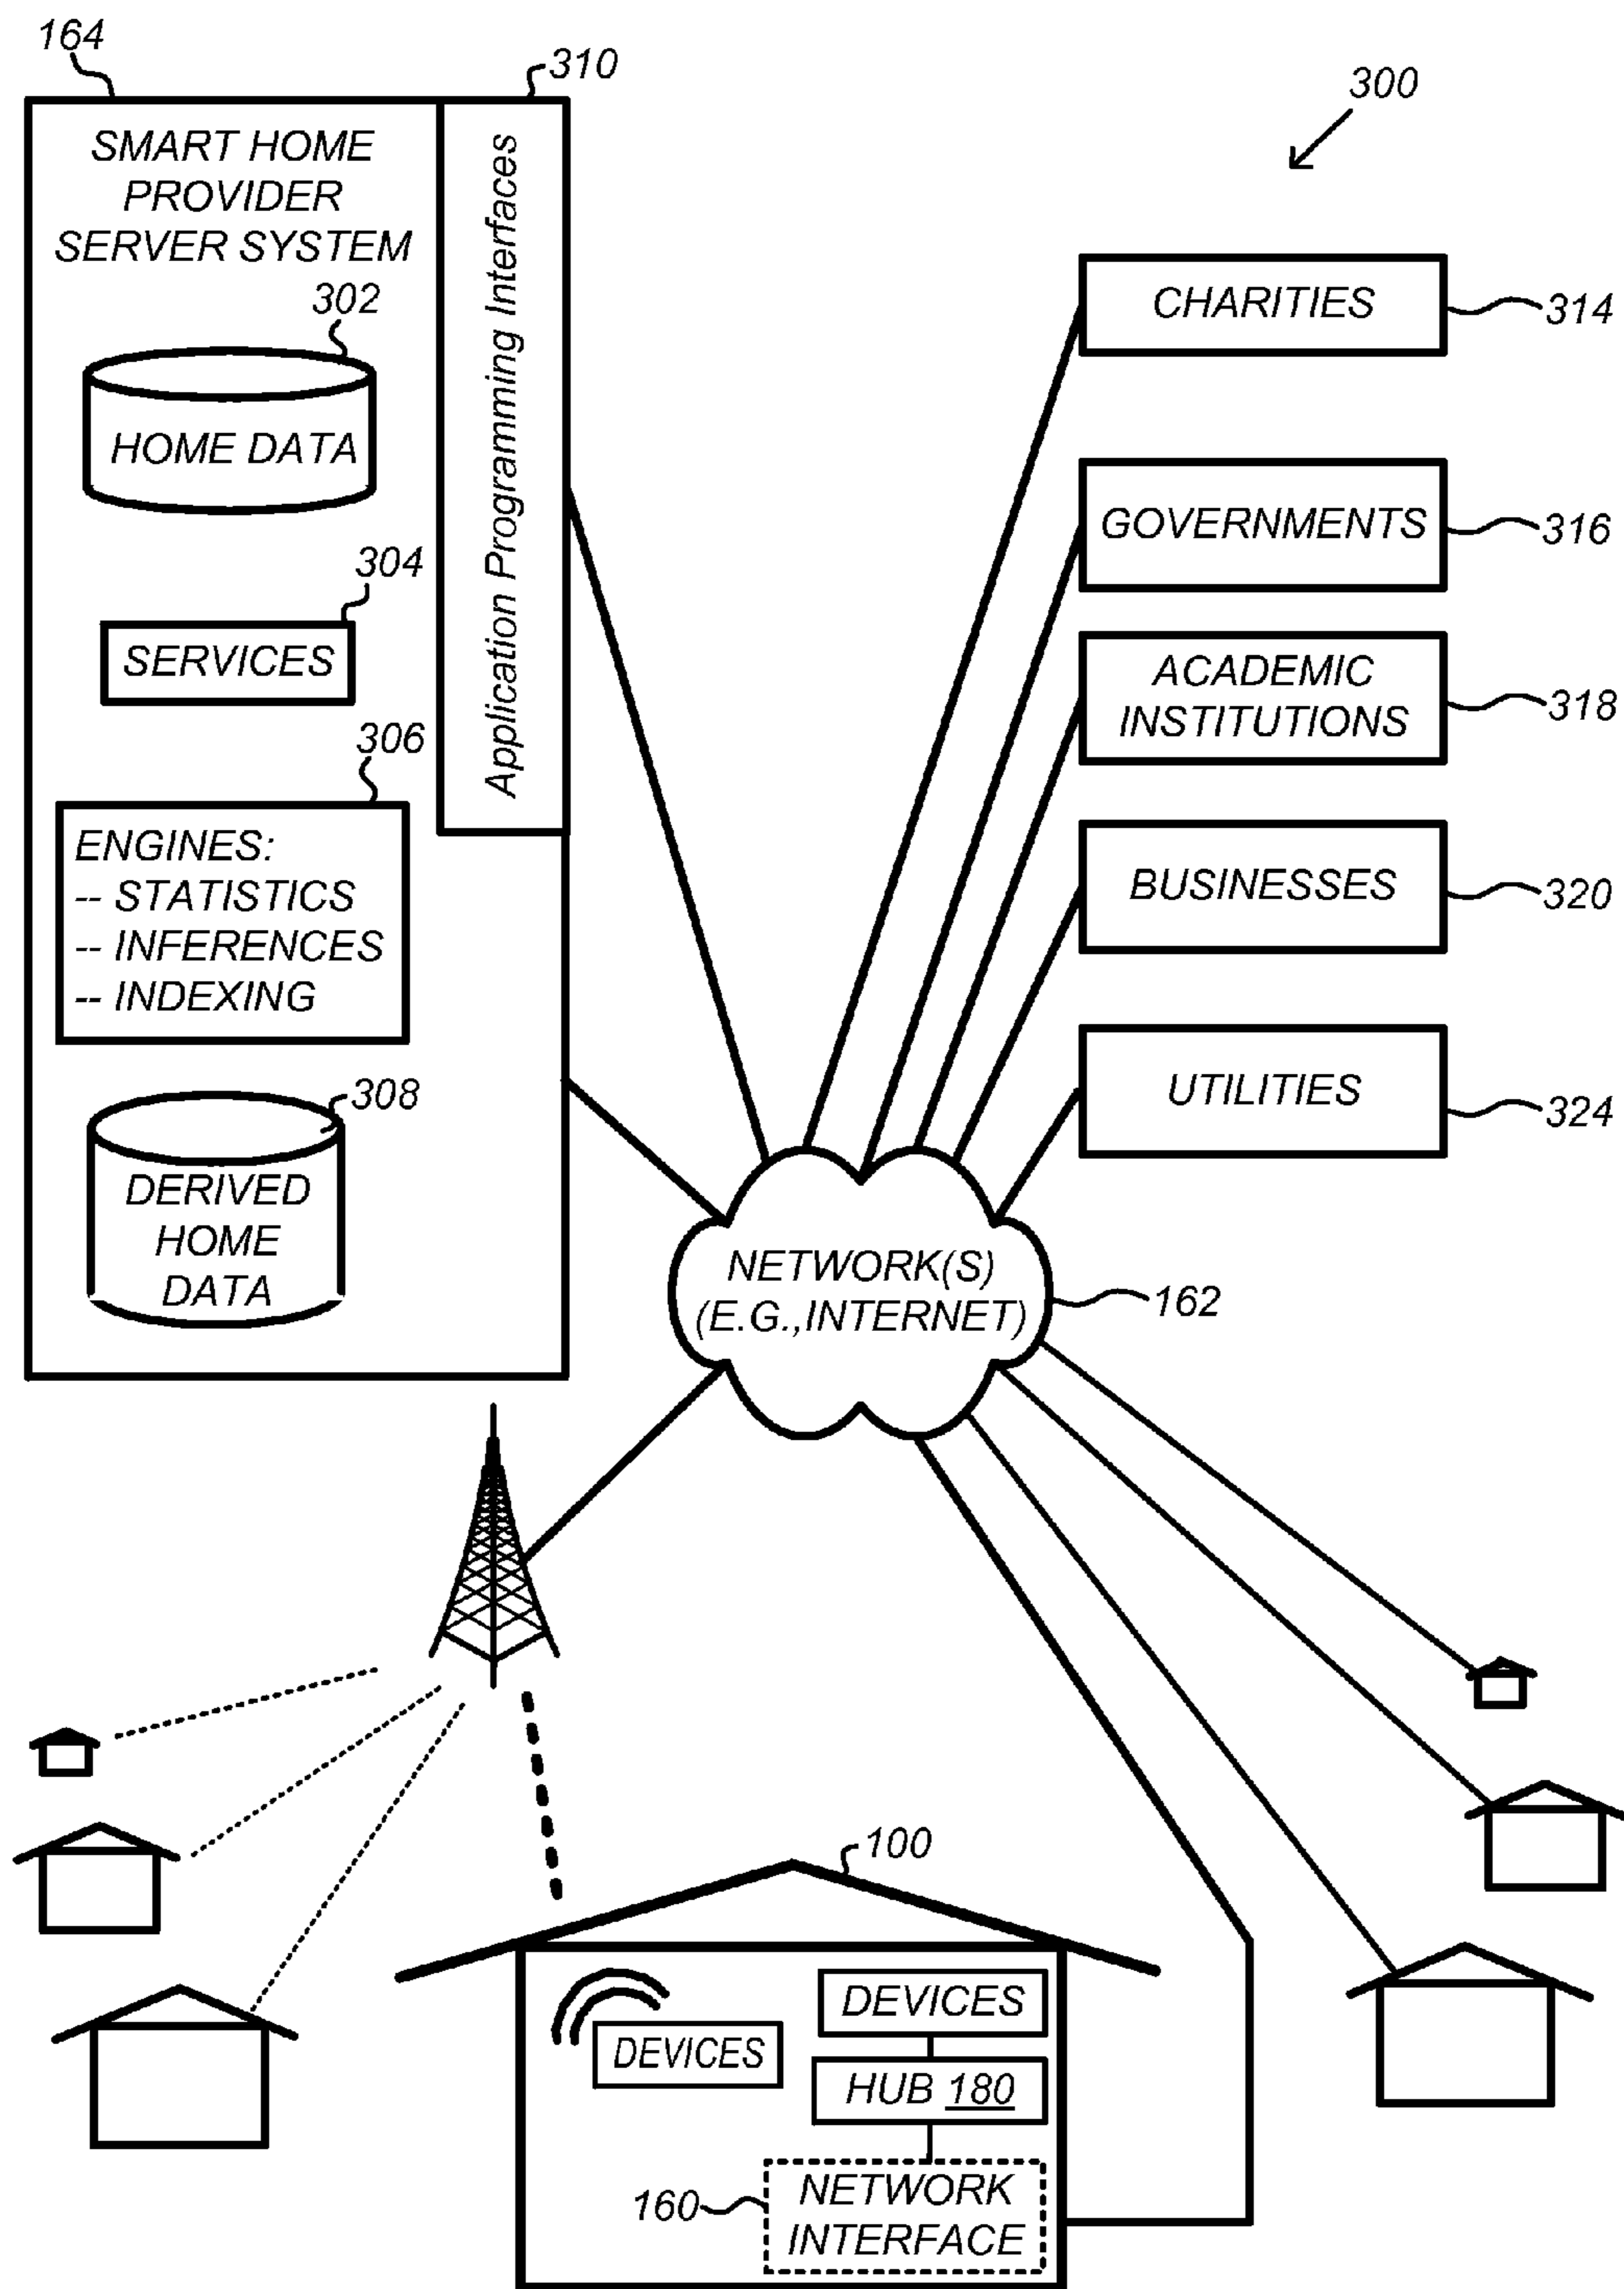 164
310
300
SMART HOME
PROVIDER
SERVER SYSTEM
Application Programming Interfaces
302
HOME DATA
304
SERVICES
306
ENGINES:
-- STATISTICS
-- INFERENCES
-- INDEXING
308
DERIVED
HOME
DATA
CHARITIES
314
GOVERNMENTS
316
ACADEMIC
INSTITUTIONS
318
BUSINESSES
320
UTILITIES
324
NETWORK(S)
(E.G.,INTERNET)
162
100
DEVICES
DEVICES
HUB 180
160
NETWORK
INTERFACE